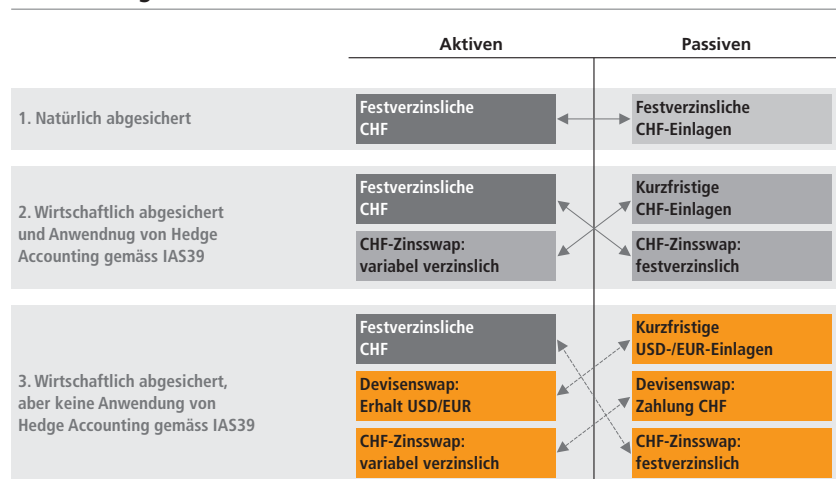 Aktiven
Passiven
1. Natürlich abgesichert
Festverzinsliche
CHF
Festverzinsliche
CHF-Einlagen
2. Wirtschaftlich abgesichert
und Anwendnug von Hedge
Accounting gemäss IAS39
Festverzinsliche
CHF
Kurzfristige
CHF-Einlagen
CHF-Zinsswap:
variabel verzinslich
CHF-Zinsswap:
festverzinslich
3. Wirtschaftlich abgesichert,
aber keine Anwendung von
Hedge Accounting gemäss IAS39
Festverzinsliche
CHF
Kurzfristige
USD-/EUR-Einlagen
Devisenswap:
Erhalt USD/EUR
Devisenswap:
Zahlung CHF
CHF-Zinsswap:
variabel verzinslich
CHF-Zinsswap:
festverzinslich